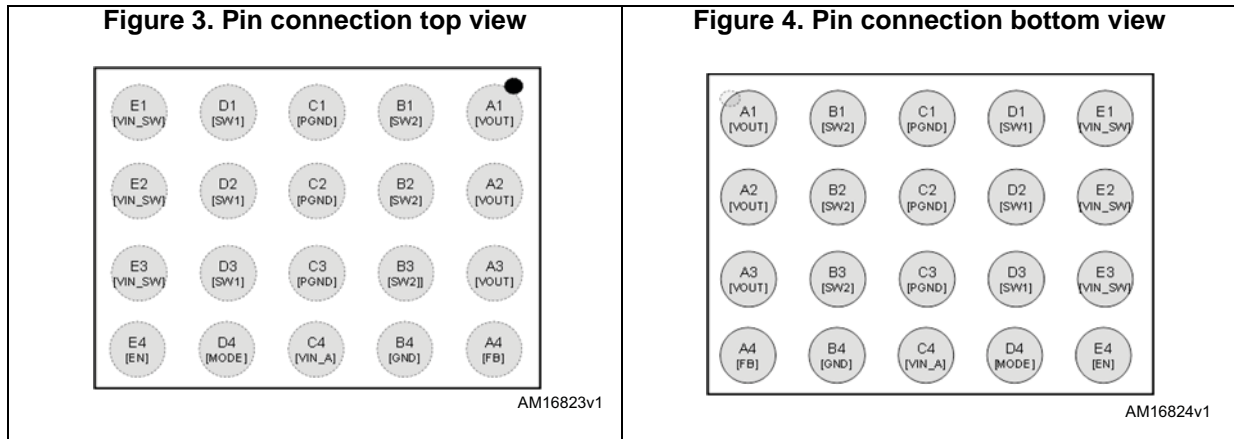 Figure 3. Pin connection top view
E1 D1 C1 B1 A1
[VIN_SW] [SW1] [PGND] [SW2] [VOUT]
E2 D2 C2 B2 A2
[VIN_SW] [SW1] [PGND] [SW2] [VOUT]
E3 D3 C3 B3 A3
[VIN_SW] [SW1] [PGND] [SW2]] [VOUT]
E4 D4 C4 B4 A4
[EN] [MODE] [VIN_A] [GND] [FB]
AM16823v1
Figure 4. Pin connection bottom view
A1 B1 C1 D1 E1
[VOUT] [SW2] [PGND] [SW1] [VIN_SW]
A2 B2 C2 D2 E2
[VOUT] [SW2] [PGND] [SW1] [VIN_SW]
A3 B3 C3 D3 E3
[VOUT] [SW2] [PGND] [SW1] [VIN_SW]
A4 B4 C4 D4 E4
[FB] [GND] [VIN_A] [MODE] [EN]
AM16824v1